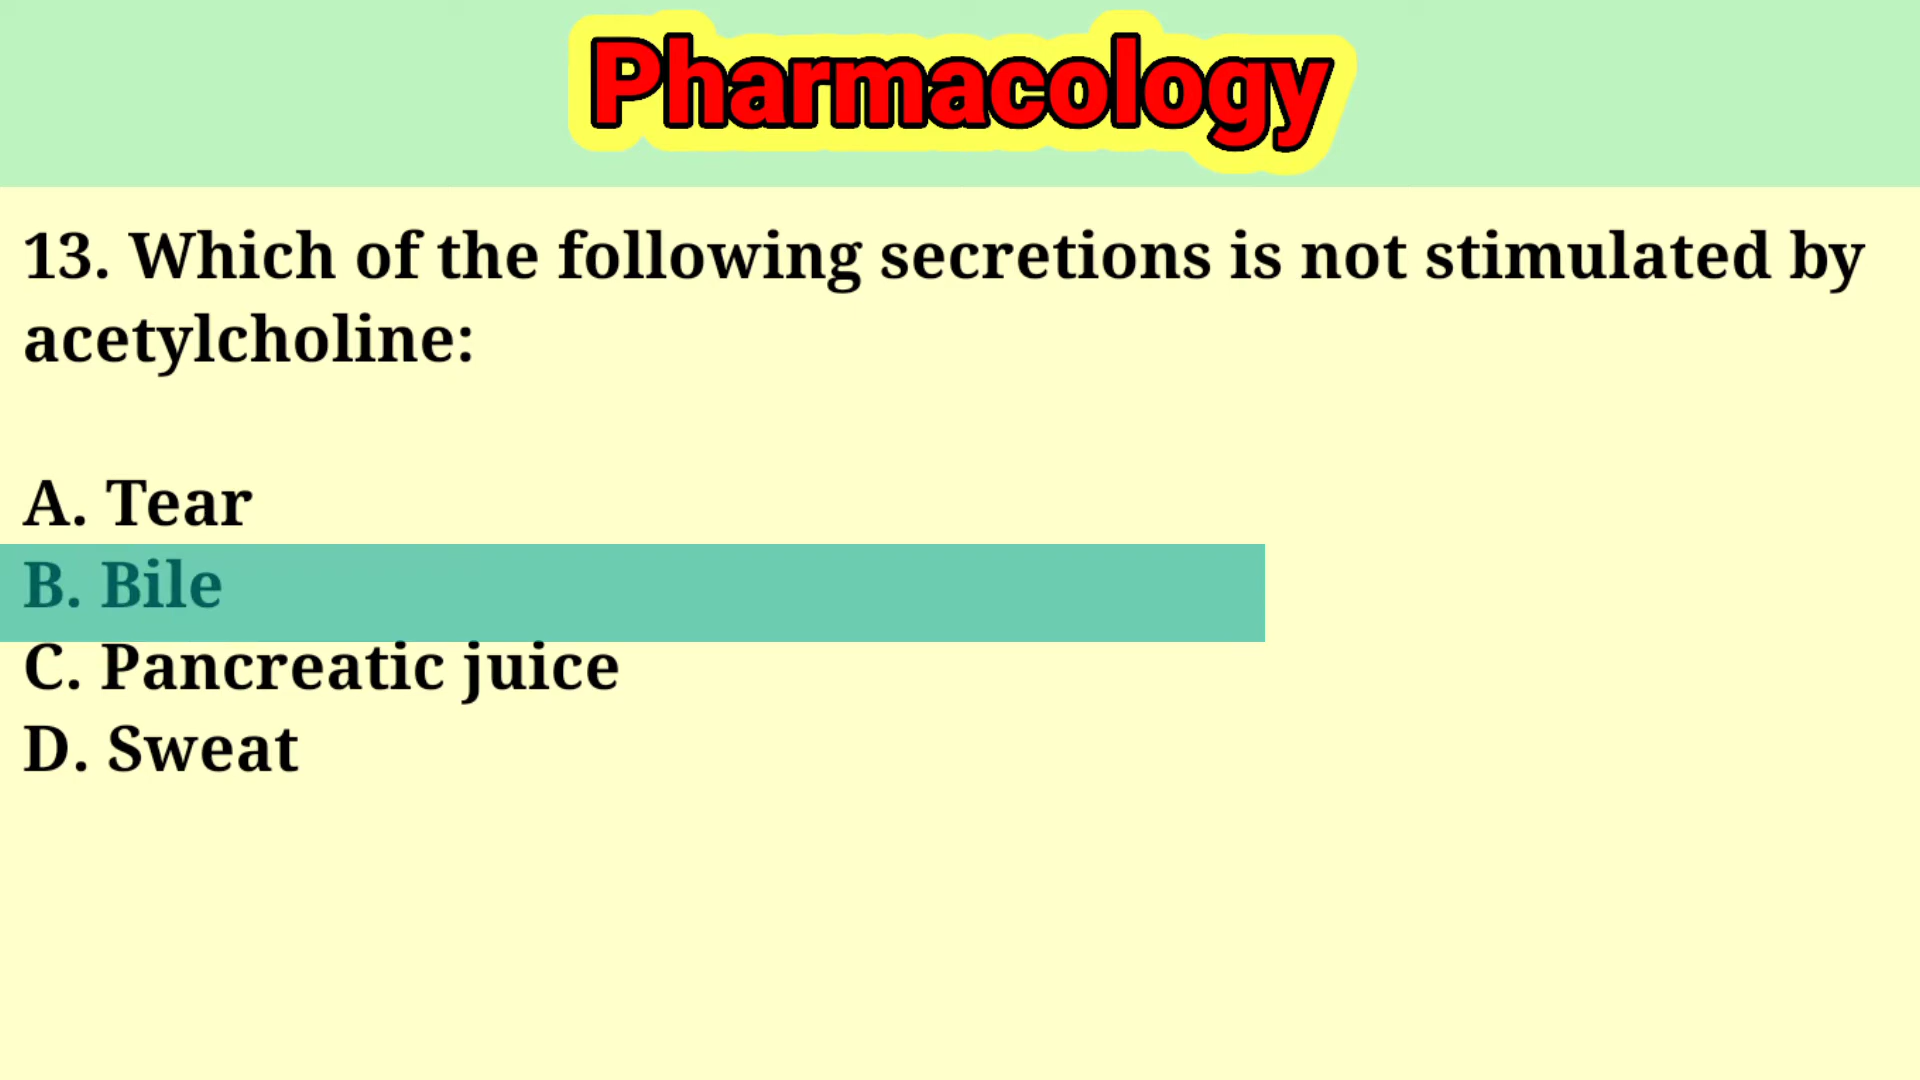 Pharmacology
13. Which of the following secretions is not stimulated by
acetylcholine:
A. Tear
B. Bile
C. Pancreatic juice
D. Sweat